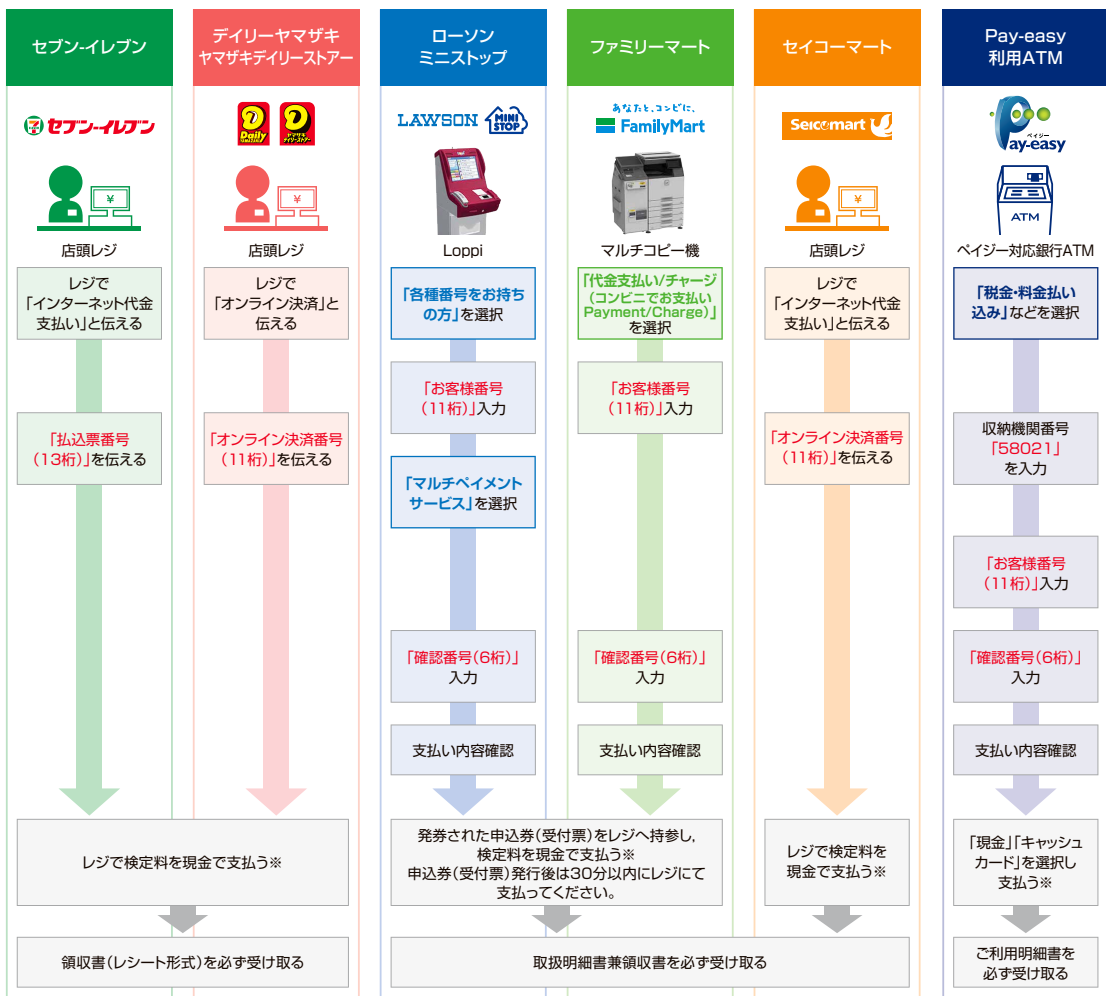 セブン-イレブン
デイリーヤマザキ
ヤマザキデイリーストアー
ローソン
ミニストップ
ファミリーマート
セイコーマート
Pay-easy
利用ATM
セブン-イレブン
Daily
ヤマザキ
デイリーストアー
LAWSON
MINI
STOP
あなたと、コンビに、
FamilyMart
Seicomart
ペイジー
Pay-easy
¥
¥
¥
ATM
店頭レジ
店頭レジ
Loppi
マルチコピー機
店頭レジ
ペイジー対応銀行ATM
レジで
「インターネット代金
支払い」と伝える
レジで
「オンライン決済」と
伝える
「各種番号をお持ち
の方」を選択
「代金支払い/チャージ
(コンビニでお支払い
Payment/Charge)」
を選択
レジで
「インターネット代金
支払い」と伝える
「税金・料金払い
込み」などを選択
「お客様番号
(11桁)」入力
「お客様番号
(11桁)」入力
「払込票番号
(13桁)」を伝える
「オンライン決済番号
(11桁)」を伝える
「マルチペイメント
サービス」を選択
「オンライン決済番号
(11桁)」を伝える
収納機関番号
「58021」
を入力
「お客様番号
(11桁)」入力
「確認番号(6桁)」
入力
「確認番号(6桁)」
入力
「確認番号(6桁)」
入力
支払い内容確認
支払い内容確認
支払い内容確認
レジで検定料を現金で支払う※
発券された申込券(受付票)をレジへ持参し,
検定料を現金で支払う※
申込券(受付票)発行後は30分以内にレジにて
支払ってください。
レジで検定料を
現金で支払う※
「現金」「キャッシュ
カード」を選択し
支払う※
領収書(レシート形式)を必ず受け取る
取扱明細書兼領収書を必ず受け取る
ご利用明細書を
必ず受け取る